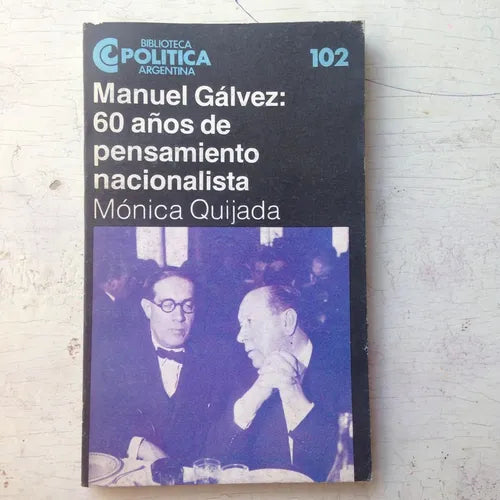 BIBLIOTECA
POLITICA
ARGENTINA
102
Manuel Gálvez:
60 años de
pensamiento
nacionalista
Mónica Quijada